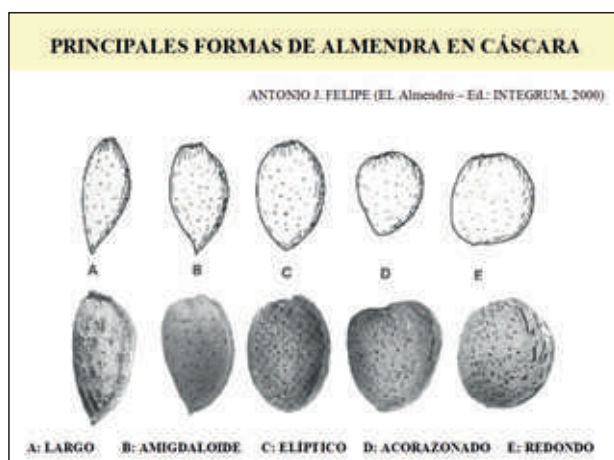 PRINCIPALES FORMAS DE ALMENDRA EN CÁSCARA
ANTONIO J. FELIPE (EL Almendro – Ed.: INTEGRUM, 2000)
A B C D E
A: LARGO B: AMIGDALOIDE C: ELÍPTICO D: ACORAZONADO E: REDONDO